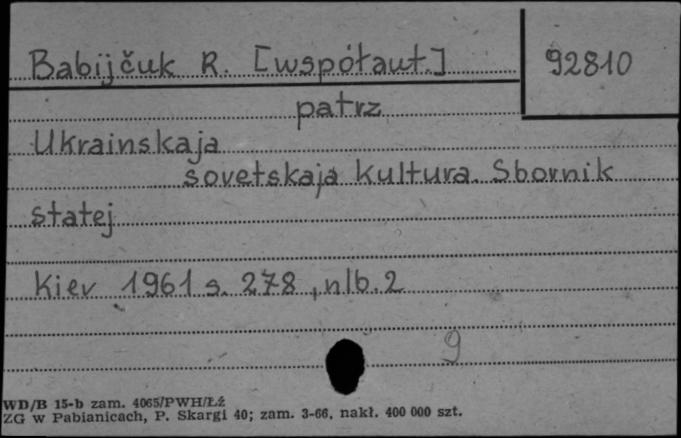 Babijčuk R. [współaut.] 92810
patrz
Ukrainskaja
sovetskaja kultura. Sbornik
statej
Kiev 1961 s. 278, nlb. 2
9
WD/B 15-b zam. 4065/PWH/Łź
ZG w Pabianicach, P. Skargi 40; zam. 3-66, nakł. 400 000 szt.